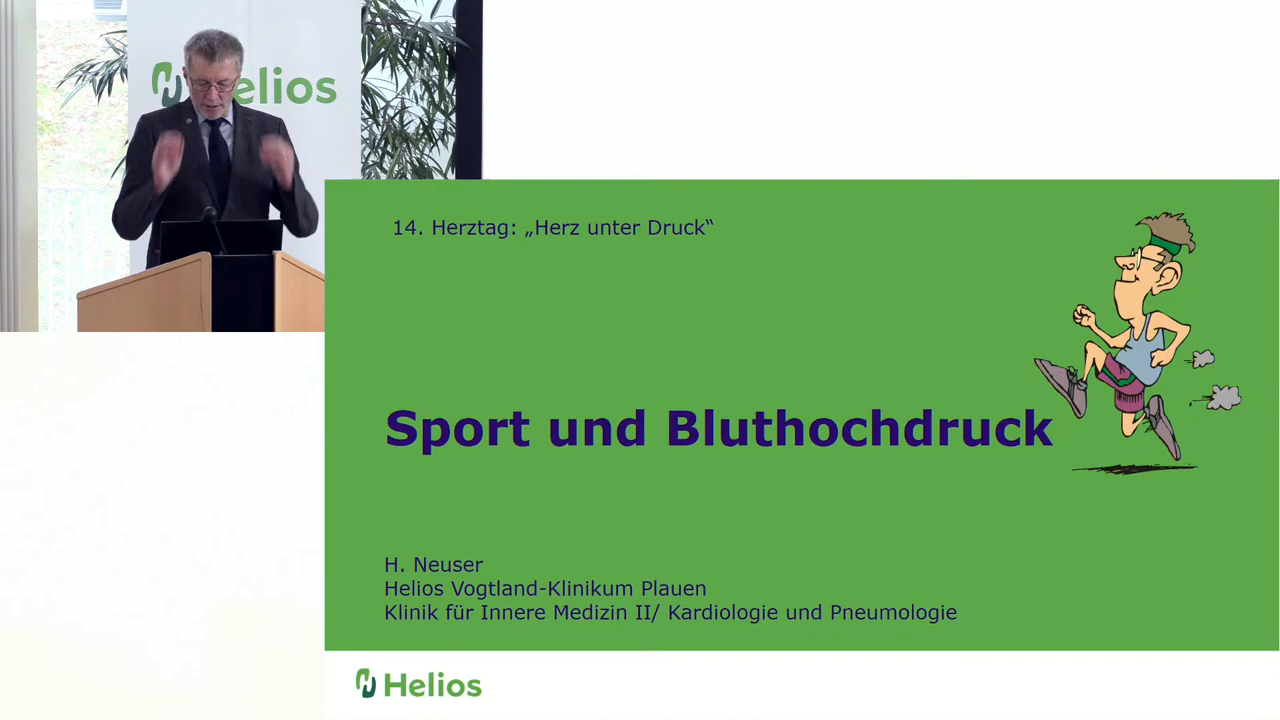 Helios
14. Herztag: „Herz unter Druck“
Sport und Bluthochdruck
H. Neuser
Helios Vogtland-Klinikum Plauen
Klinik für Innere Medizin II/ Kardiologie und Pneumologie
Helios